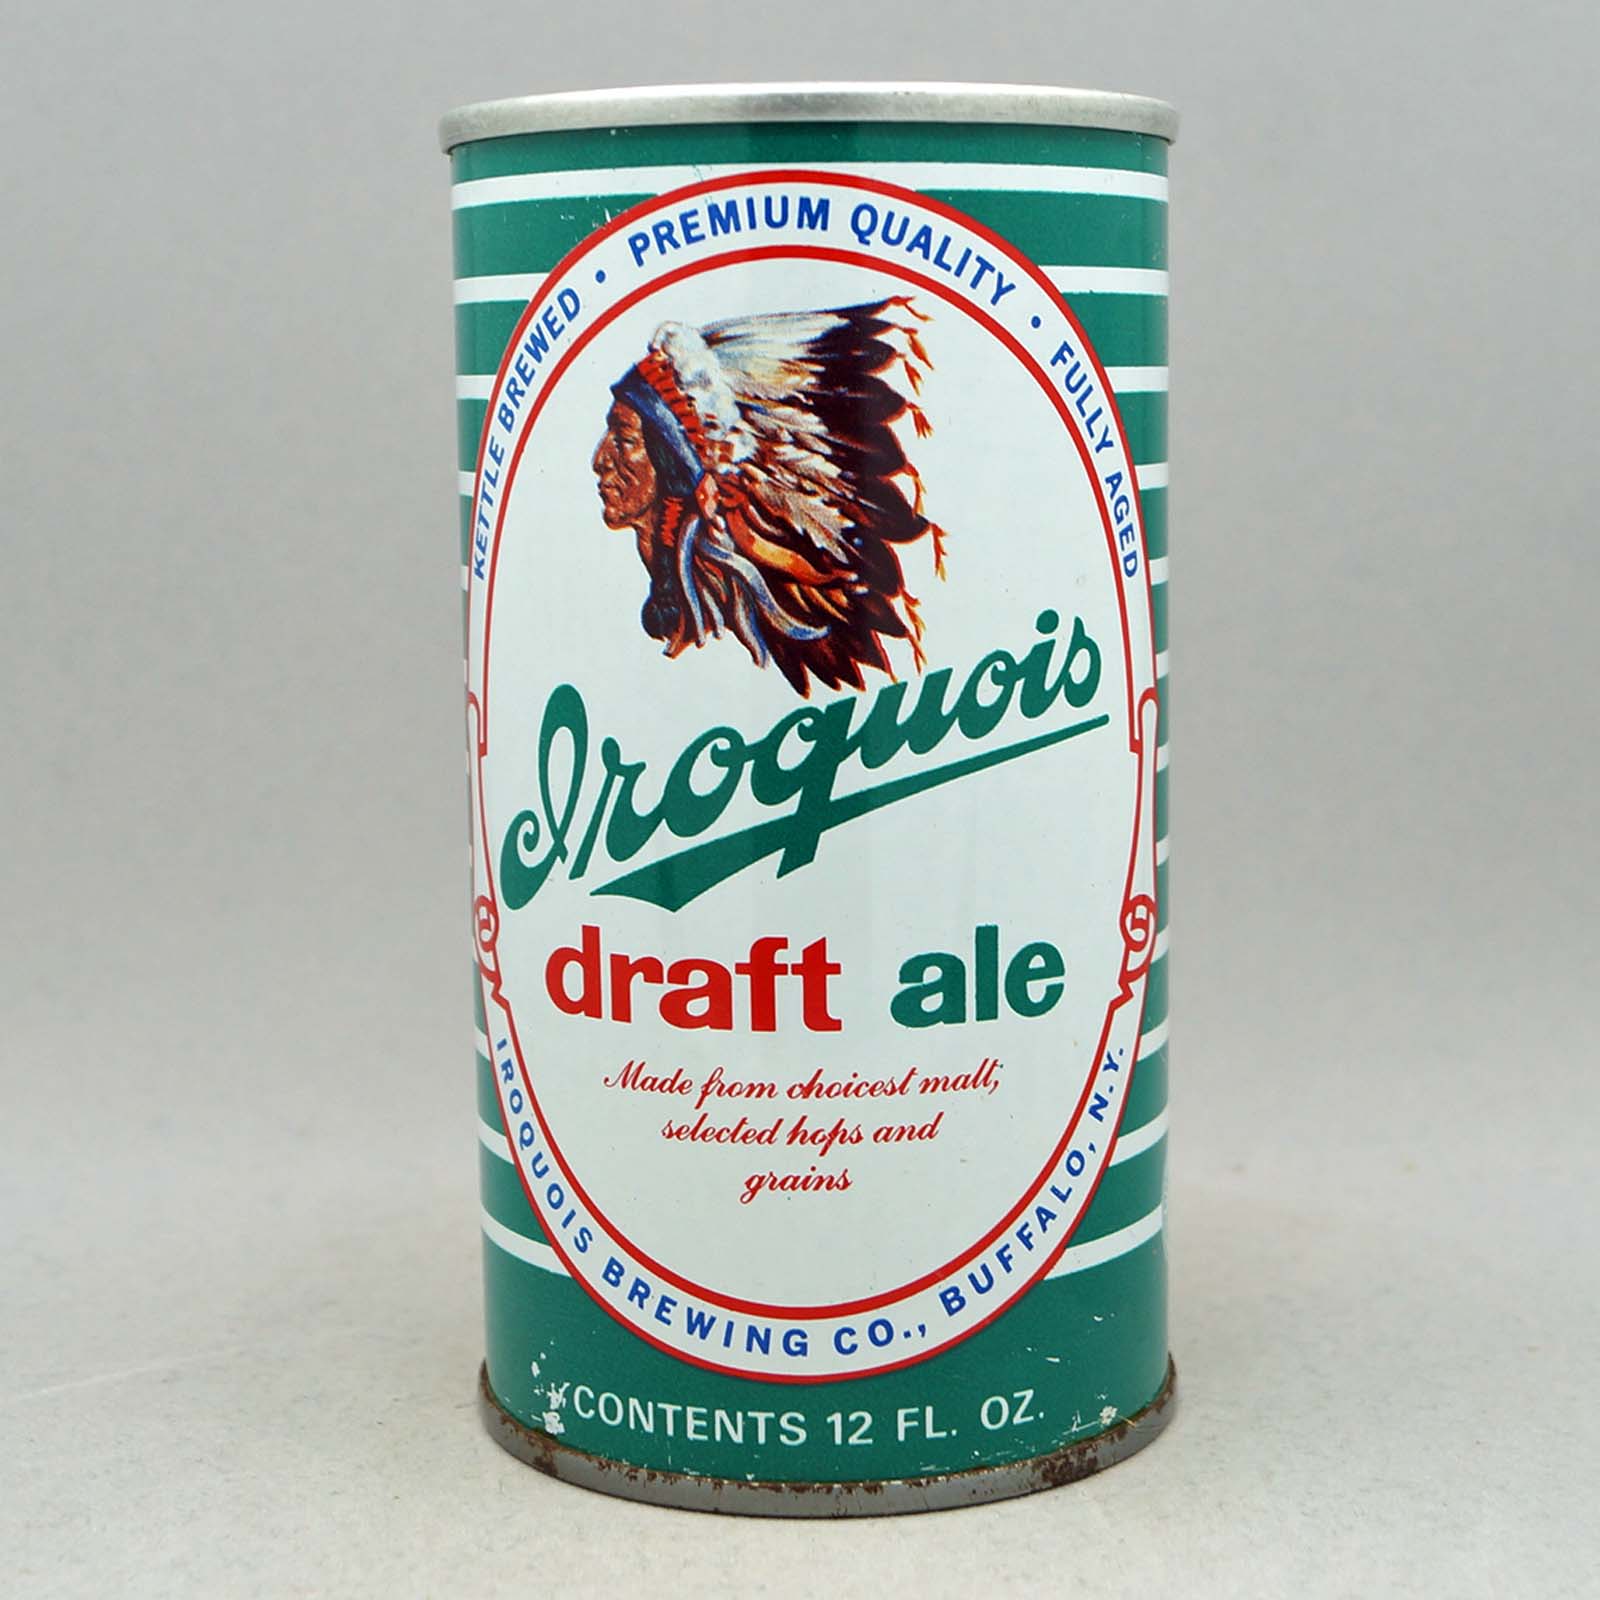 KETTLE BREWED • PREMIUM QUALITY • FULLY AGED
Iroquois
draft ale
Made from choicest malt,
selected hops and
grains
IROQUOIS BREWING CO., BUFFALO, N.Y.
CONTENTS 12 FL. OZ.